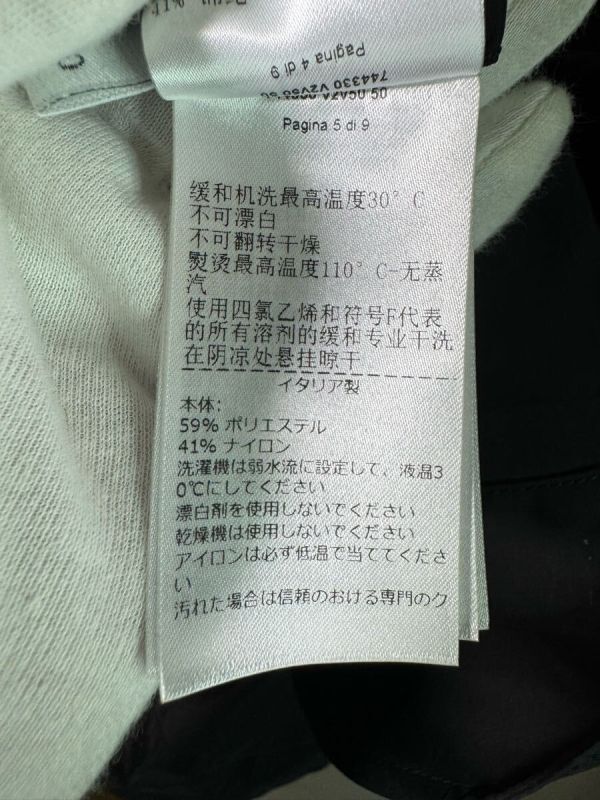 41%
Pagina 4 di 9
744330 V2V63 60
Pagina 5 di 9
缓和机洗最高温度30°C
不可漂白
不可翻转干燥
熨烫最高温度110°C-无蒸
汽
使用四氯乙烯和符号F代表
的所有溶剂的缓和专业干洗
在阴凉处悬挂晾干
イタリア製
本体:
59% ポリエステル
41% ナイロン
洗濯機は弱水流に設定して、液温3
0℃にしてください
漂白剤を使用しないでください
乾燥機は使用しないでください
アイロンは必ず低温で当ててくださ
い
汚れた場合は信頼のおける専門のク